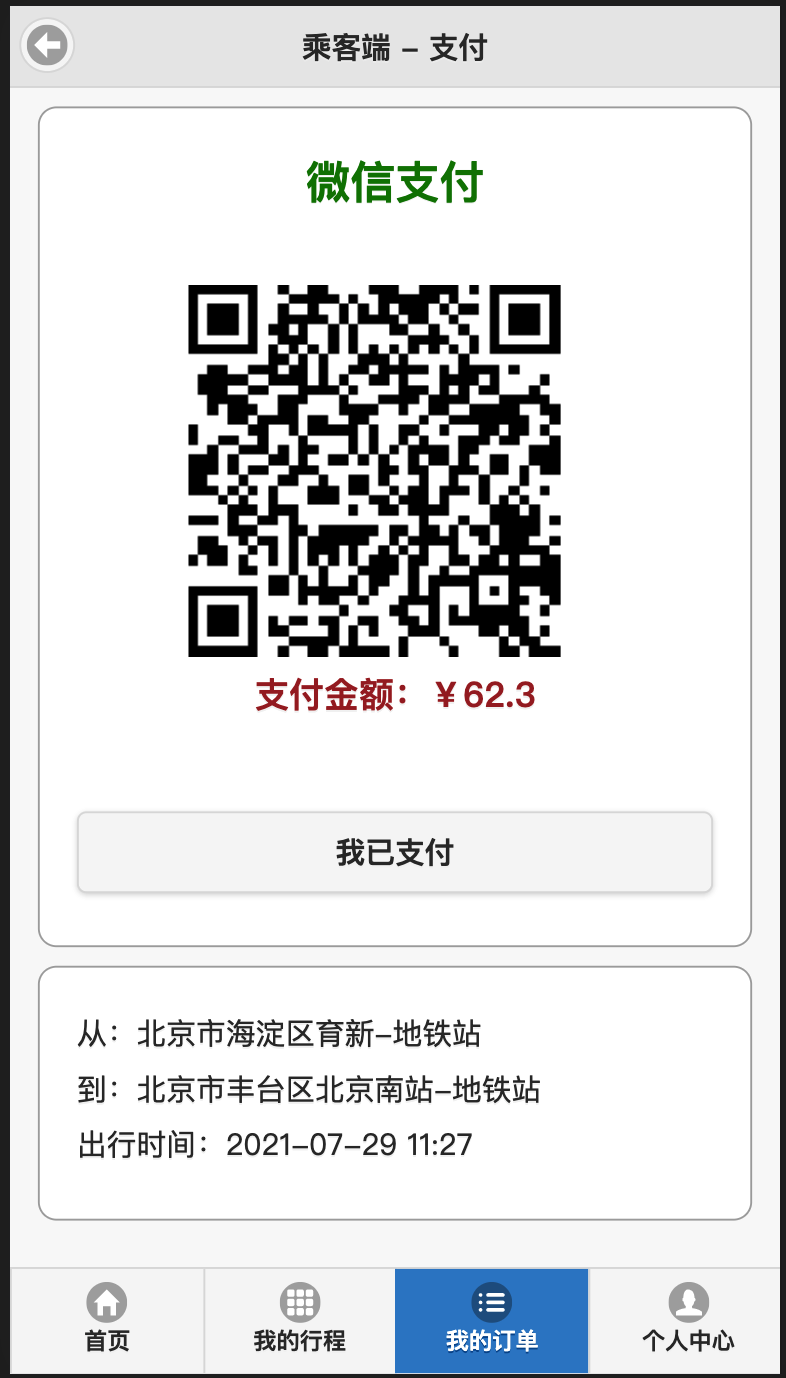 乘客端 - 支付
微信支付
支付金额：￥62.3
我已支付
从：北京市海淀区育新-地铁站
到：北京市丰台区北京南站-地铁站
出行时间：2021-07-29 11:27
首页
我的行程
我的订单
个人中心